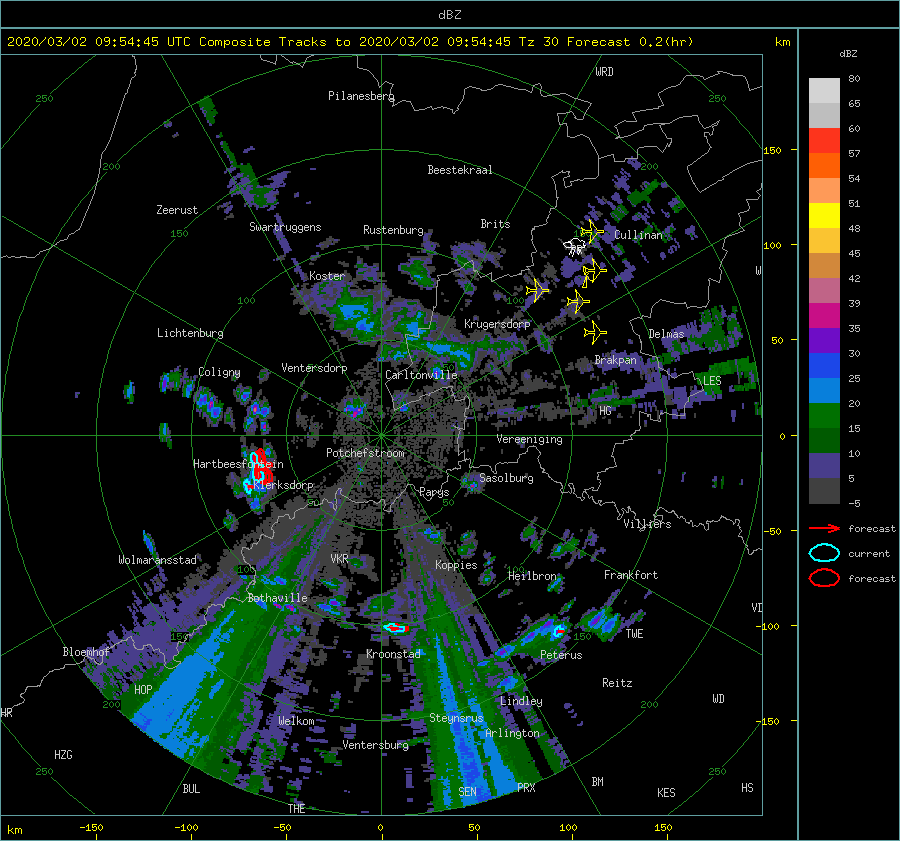 dBZ
2020/03/02 09:54:45 UTC Composite Tracks to 2020/03/02 09:54:45 Tz 30 Forecast 0.2(hr)
km
dBZ
WRD
80
250
Pilanesberg
250
65
60
150
57
200
Beestekraal
200
54
Zeerust
51
Swartruggens
Rustenburg
Brits
150
Cullinan
48
100
45
Koster
W
42
100
100
39
Lichtenburg
Krugersdorp
Delmas
35
50
30
Coligny
Ventersdorp
Carltonville
Brakpan
LES
25
HG
20
15
0
Vereeniging
10
Potchefstroom
Hartbeesfontein
5
Klerksdorp
Parys
Sasolburg
-5
50
50
Villiers
forecast
-50
current
Wolmaransstad
VKR
Koppies
100
100
Heilbron
Frankfort
forecast
Bothaville
VD
-100
150
150
TWE
Bloemhof
Kroonstad
Peterus
HOP
Reitz
WD
200
Lindley
200
HR
Welkom
Steynsrus
-150
Arlington
Ventersburg
HZG
250
250
BUL
SEN
PRX
BM
KES
HS
THE
km
-150
-100
-50
0
50
100
150